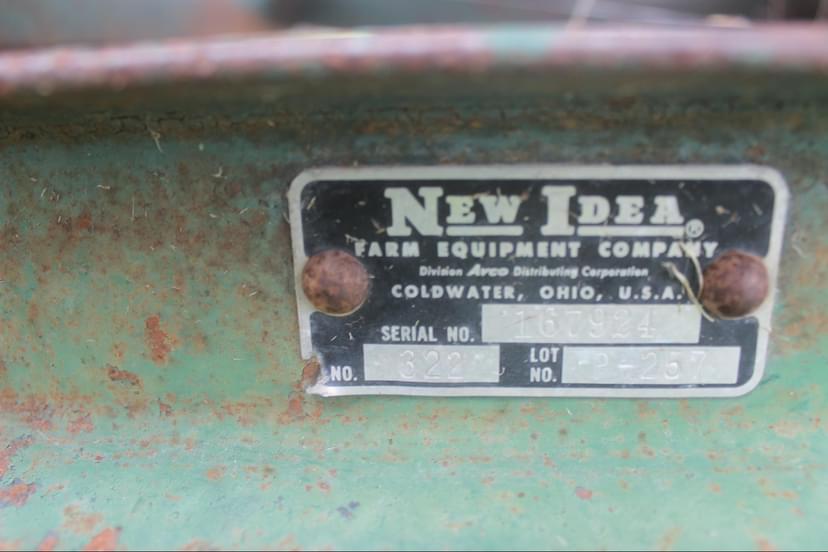 NEW IDEA®
FARM EQUIPMENT COMPANY
Division Avco Distributing Corporation
COLDWATER, OHIO, U.S.A.
SERIAL NO. 167924
NO. 322 LOT NO. P-257